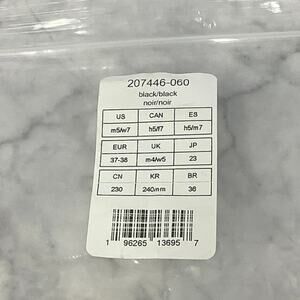 207446-060
black/black
noir/noir
US CAN ES
m5/w7 h5/f7 h5/m7
EUR UK JP
37-38 m4/w5 23
CN KR BR
230 240mm 36
1 96265 13695 7